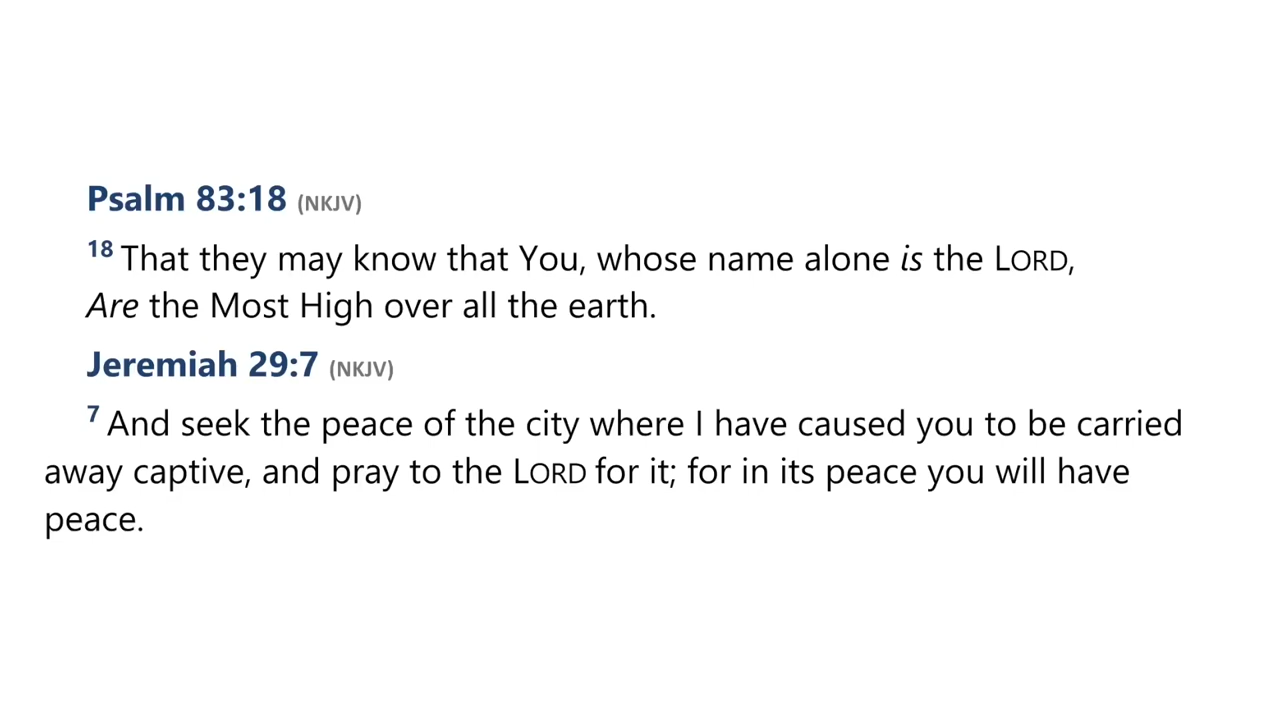 Psalm 83:18 (NKJV)
18 That they may know that You, whose name alone is the LORD,
Are the Most High over all the earth.
Jeremiah 29:7 (NKJV)
7 And seek the peace of the city where I have caused you to be carried
away captive, and pray to the LORD for it; for in its peace you will have
peace.